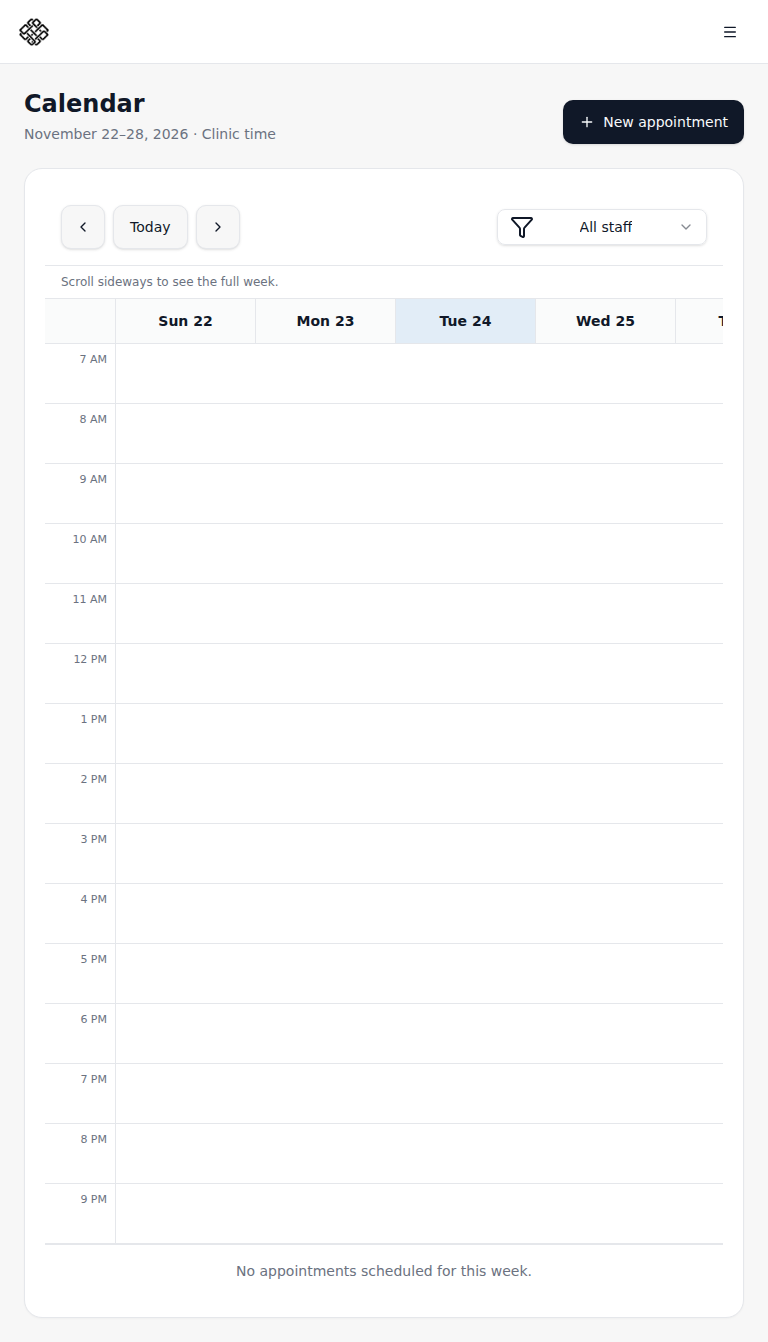 Calendar
November 22–28, 2026 · Clinic time
New appointment
Today
All staff
Scroll sideways to see the full week.
Sun 22 Mon 23 Tue 24 Wed 25
7 AM
8 AM
9 AM
10 AM
11 AM
12 PM
1 PM
2 PM
3 PM
4 PM
5 PM
6 PM
7 PM
8 PM
9 PM
No appointments scheduled for this week.